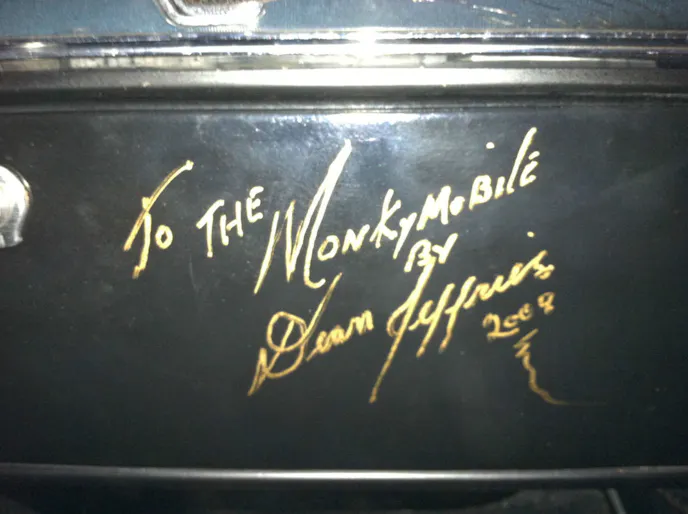 To THE MONKyMoBilE
By
Dean Jeffries
2008